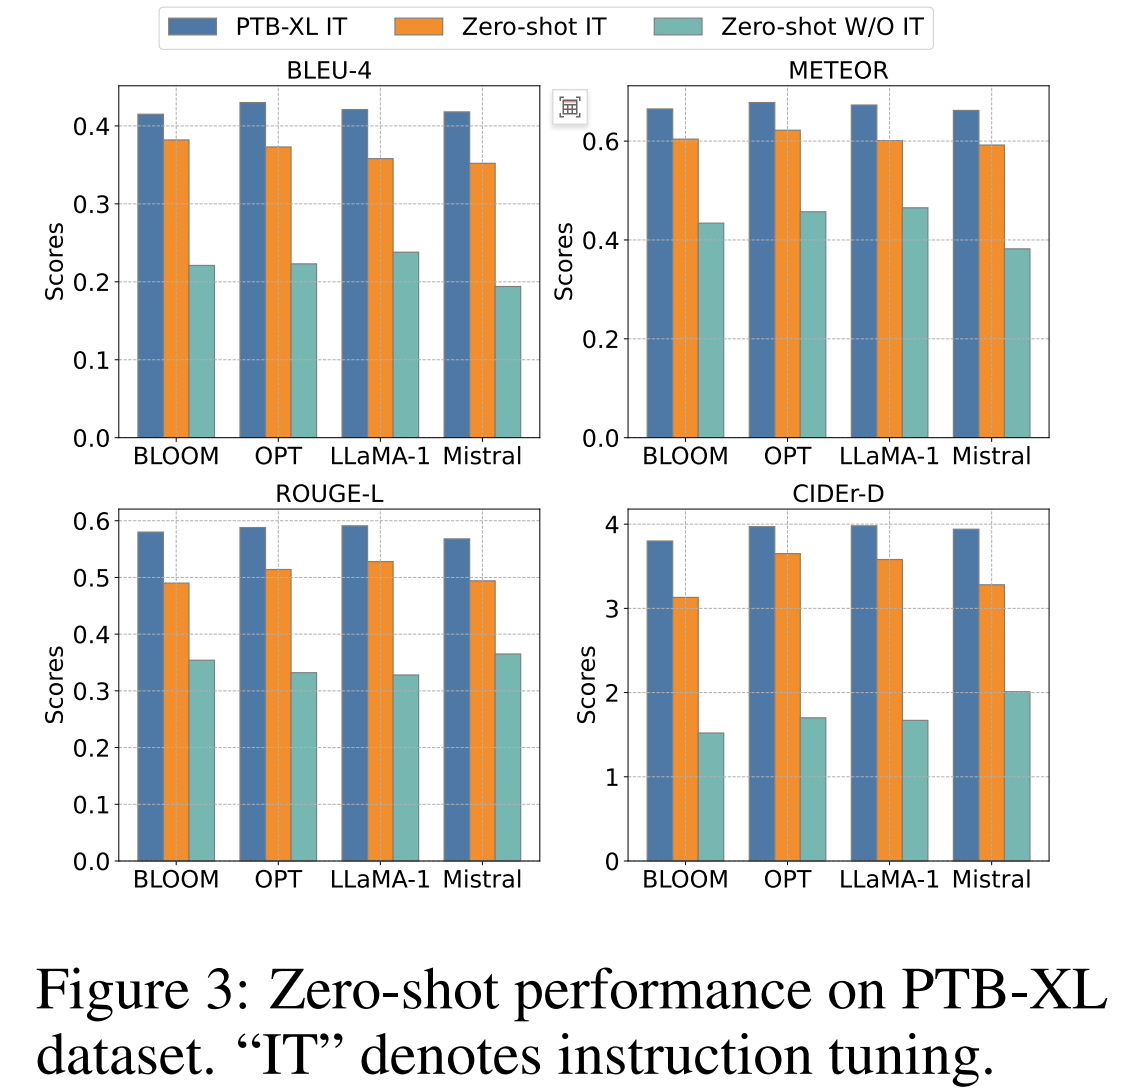 PTB-XL IT Zero-shot IT Zero-shot W/O IT
BLEU-4
Scores
0.4
0.3
0.2
0.1
0.0
BLOOM OPT LLaMA-1 Mistral
METEOR
Scores
0.6
0.4
0.2
0.0
BLOOM OPT LLaMA-1 Mistral
ROUGE-L
Scores
0.6
0.5
0.4
0.3
0.2
0.1
0.0
BLOOM OPT LLaMA-1 Mistral
CIDEr-D
Scores
4
3
2
1
0
BLOOM OPT LLaMA-1 Mistral
Figure 3: Zero-shot performance on PTB-XL
dataset. “IT” denotes instruction tuning.